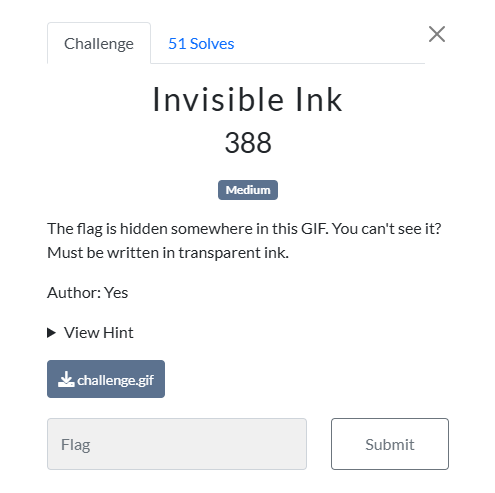 Challenge
51 Solves
Invisible Ink
388
Medium
The flag is hidden somewhere in this GIF. You can't see it?
Must be written in transparent ink.
Author: Yes
View Hint
challenge.gif
Flag
Submit